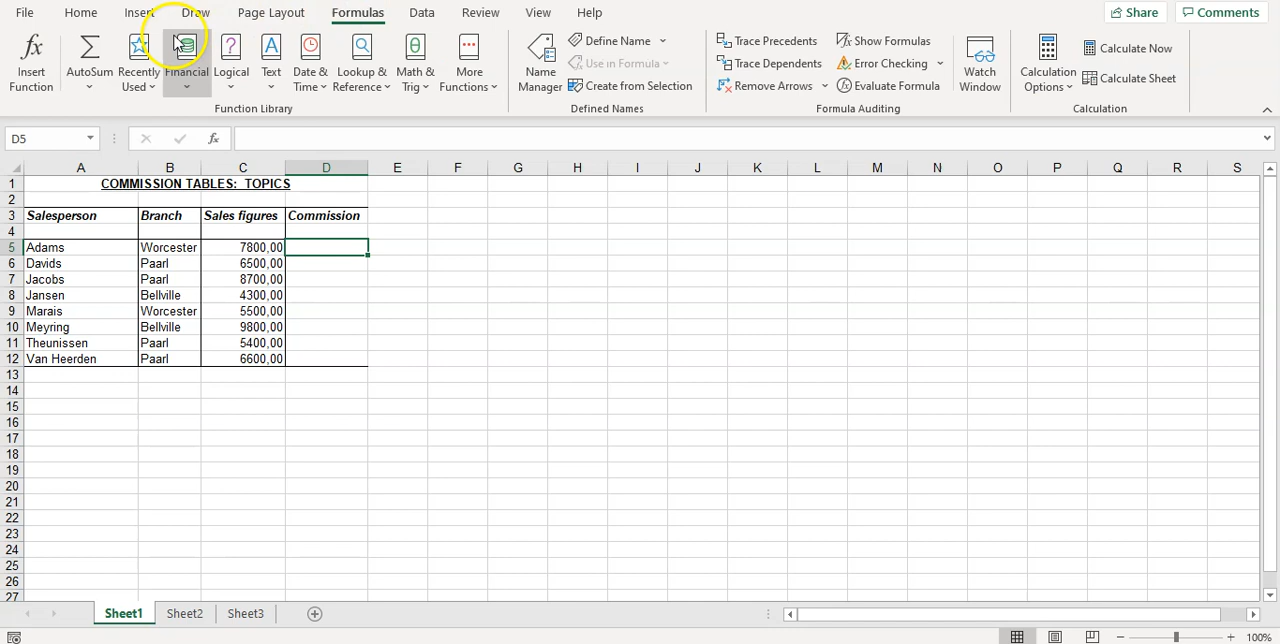 File Home Insert Draw Page Layout Formulas Data Review View Help Share Comments
Insert Function AutoSum Recently Used Financial Logical Text Date & Time Lookup & Reference Math & Trig More Functions Name Manager Define Name Use in Formula Create from Selection Trace Precedents Trace Dependents Remove Arrows Show Formulas Error Checking Evaluate Formula Watch Window Calculation Options Calculate Now Calculate Sheet
Function Library Defined Names Formula Auditing Calculation
D5 fx
A B C D E F G H I J K L M N O P Q R S
1 COMMISSION TABLES: TOPICS
2
3 Salesperson Branch Sales figures Commission
4
5 Adams Worcester 7800,00
6 Davids Paarl 6500,00
7 Jacobs Paarl 8700,00
8 Jansen Bellville 4300,00
9 Marais Worcester 5500,00
10 Meyring Bellville 9800,00
11 Theunissen Paarl 5400,00
12 Van Heerden Paarl 6600,00
13
14
15
16
17
18
19
20
21
22
23
24
25
26
27
Sheet1 Sheet2 Sheet3
100%